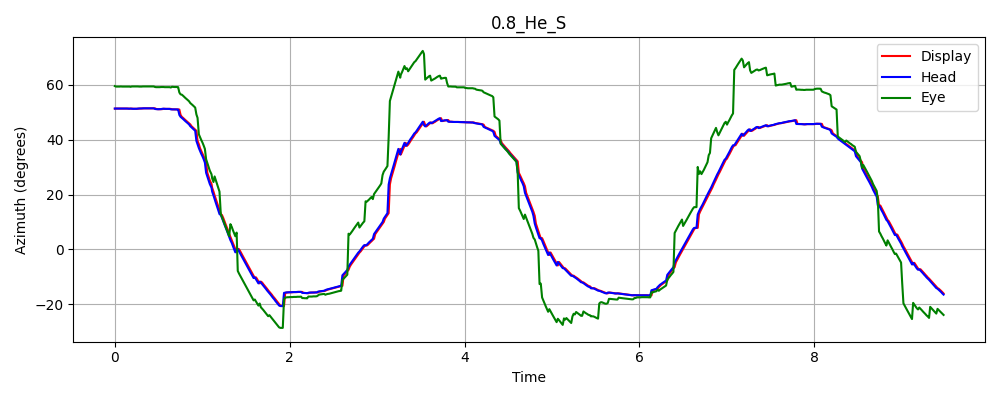 0.8_He_S
Azimuth (degrees)
60
40
20
0
−20
Display
Head
Eye
0 2 4 6 8
Time